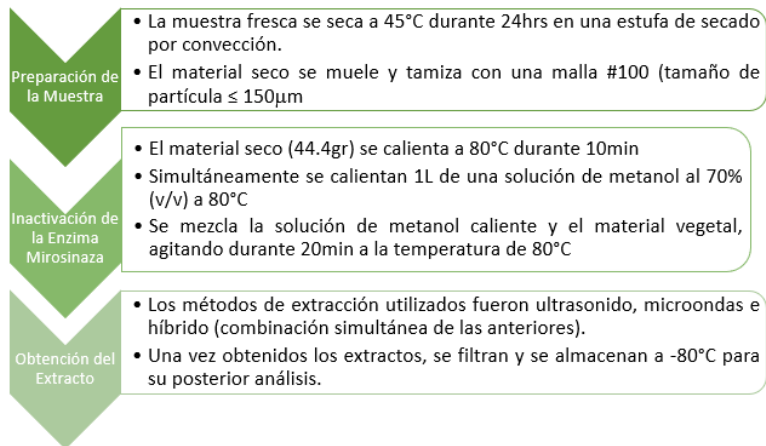 Preparación de
la Muestra
• La muestra fresca se seca a 45°C durante 24hrs en una estufa de secado
por convección.
• El material seco se muele y tamiza con una malla #100 (tamaño de
partícula ≤ 150μm
Inactivación de
la Enzima
Mirosinaza
• El material seco (44.4gr) se calienta a 80°C durante 10min
• Simultáneamente se calientan 1L de una solución de metanol al 70%
(v/v) a 80°C
• Se mezcla la solución de metanol caliente y el material vegetal,
agitando durante 20min a la temperatura de 80°C
Obtención del
Extracto
• Los métodos de extracción utilizados fueron ultrasonido, microondas e
híbrido (combinación simultánea de las anteriores).
• Una vez obtenidos los extractos, se filtran y se almacenan a -80°C para
su posterior análisis.